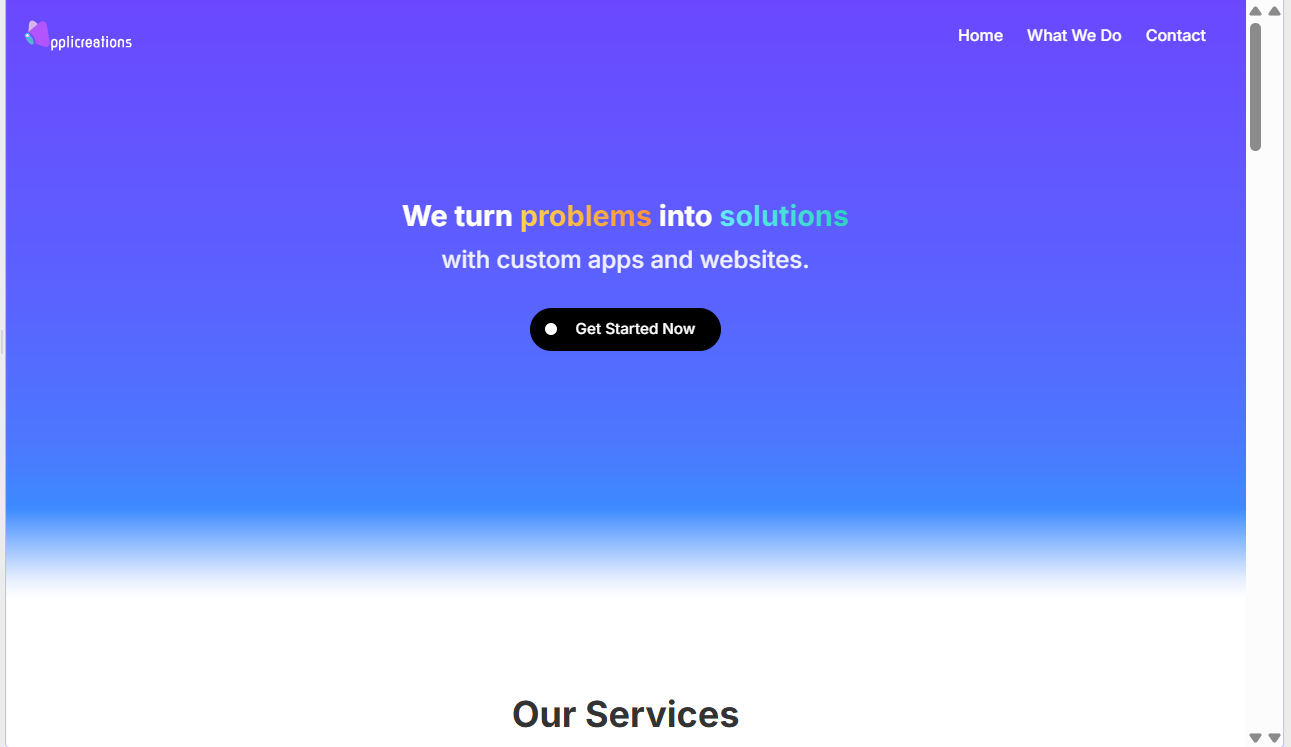 pplicreations
Home What We Do Contact
We turn problems into solutions
with custom apps and websites.
Get Started Now
Our Services